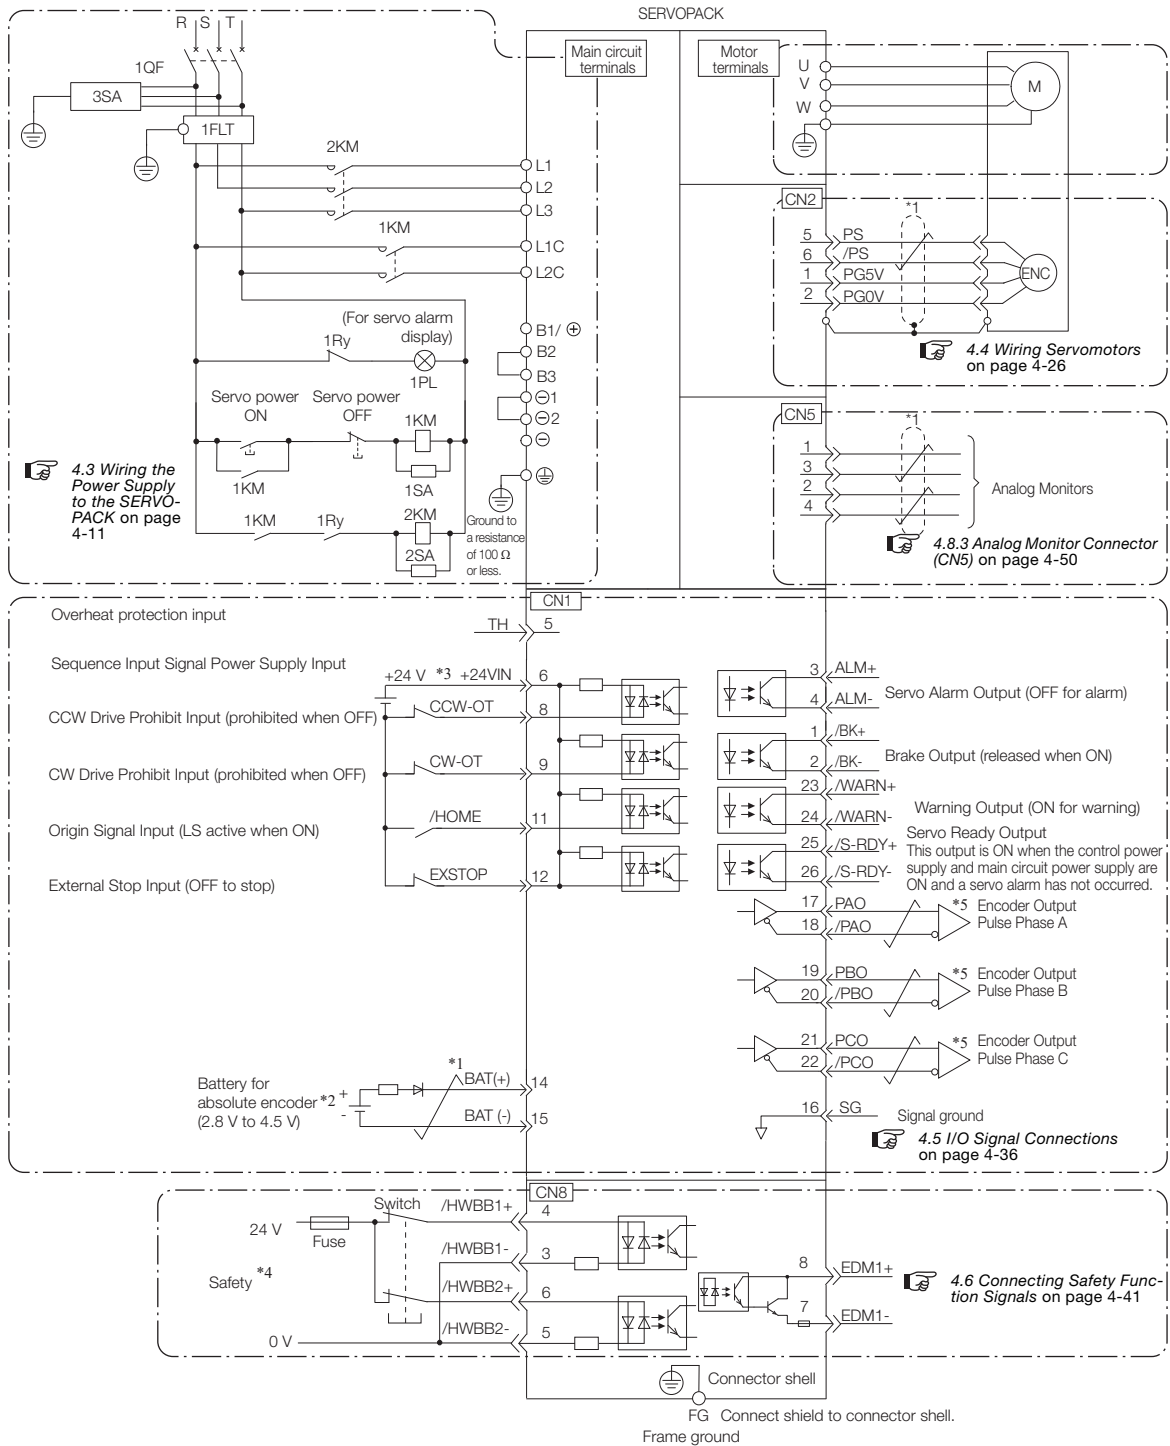 SERVOPACK
R S T
Main circuit
terminals
Motor
terminals
1QF
3SA
1FLT
2KM
L1
L2
L3
1KM
L1C
L2C
(For servo alarm
display)
1Ry
1PL
B1/ ⊕
B2
B3
⊖1
⊖2
⊖
Servo power
ON
Servo power
OFF
1KM
1SA
1KM
4.3 Wiring the
Power Supply
to the SERVO-
PACK on page
4-11
1KM
1Ry
2KM
2SA
Ground to
a resistance
of 100 Ω
or less.
U
V
W
M
CN2
*1
5 PS
6 /PS
1 PG5V
2 PG0V
ENC
4.4 Wiring Servomotors
on page 4-26
CN5
*1
1
3
2
4
Analog Monitors
4.8.3 Analog Monitor Connector
(CN5) on page 4-50
CN1
Overheat protection input
TH 5
Sequence Input Signal Power Supply Input
+24 V *3 +24VIN 6
CCW Drive Prohibit Input (prohibited when OFF)
CCW-OT 8
CW Drive Prohibit Input (prohibited when OFF)
CW-OT 9
Origin Signal Input (LS active when ON)
/HOME 11
External Stop Input (OFF to stop)
EXSTOP 12
3 ALM+
4 ALM-
Servo Alarm Output (OFF for alarm)
1 /BK+
2 /BK-
Brake Output (released when ON)
23 /WARN+
24 /WARN-
Warning Output (ON for warning)
25 /S-RDY+
26 /S-RDY-
Servo Ready Output
This output is ON when the control power
supply and main circuit power supply are
ON and a servo alarm has not occurred.
17 PAO
18 /PAO
*5 Encoder Output
Pulse Phase A
19 PBO
20 /PBO
*5 Encoder Output
Pulse Phase B
21 PCO
22 /PCO
*5 Encoder Output
Pulse Phase C
Battery for
absolute encoder *2
(2.8 V to 4.5 V)
+
-
*1
BAT(+) 14
BAT (-) 15
16 SG
Signal ground
4.5 I/O Signal Connections
on page 4-36
CN8
Switch
24 V
Fuse
Safety *4
0 V
/HWBB1+ 4
/HWBB1- 3
/HWBB2+ 6
/HWBB2- 5
8 EDM1+
7 EDM1-
4.6 Connecting Safety Func-
tion Signals on page 4-41
Connector shell
FG Connect shield to connector shell.
Frame ground